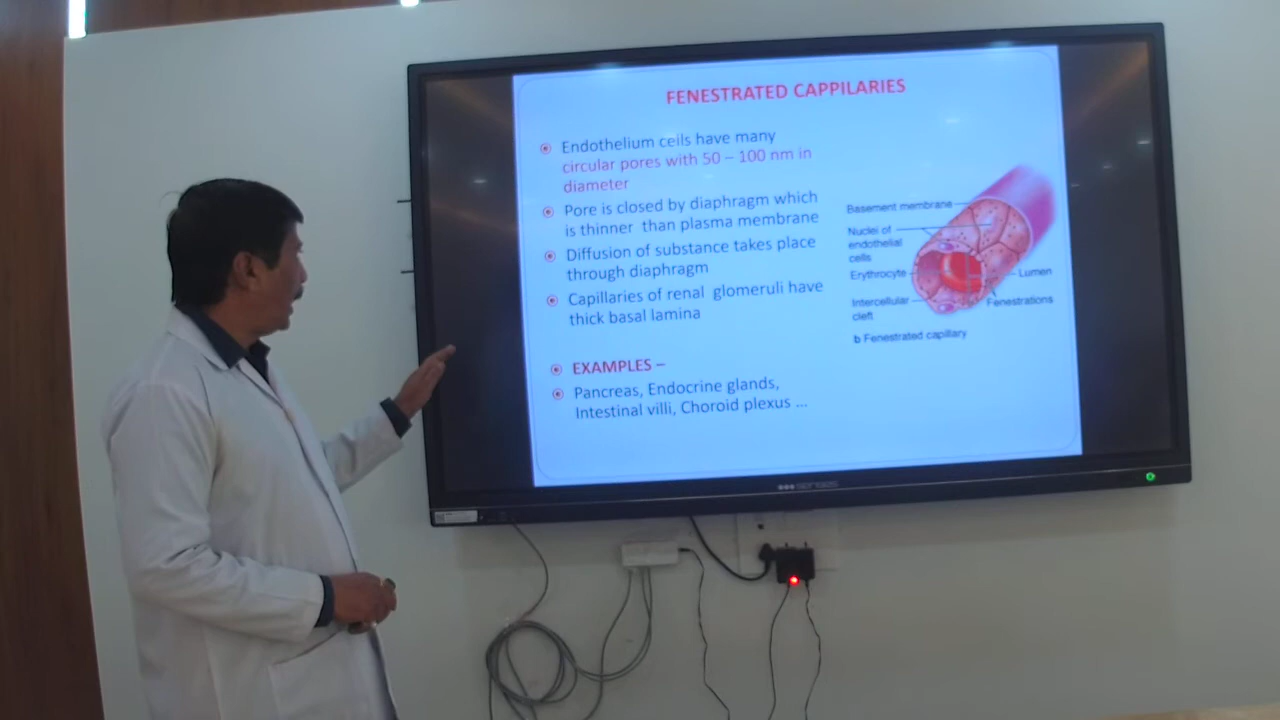 FENESTRATED CAPPILARIES
Endothelium cells have many
circular pores with 50 – 100 nm in
diameter
Pore is closed by diaphragm which
is thinner than plasma membrane
Diffusion of substance takes place
through diaphragm
Capillaries of renal glomeruli have
thick basal lamina
EXAMPLES –
Pancreas, Endocrine glands,
Intestinal villi, Choroid plexus ...
Basement membrane
Nuclei of
endothelial
cells
Erythrocyte
Lumen
Intercellular
cleft
Fenestrations
b Fenestrated capillary